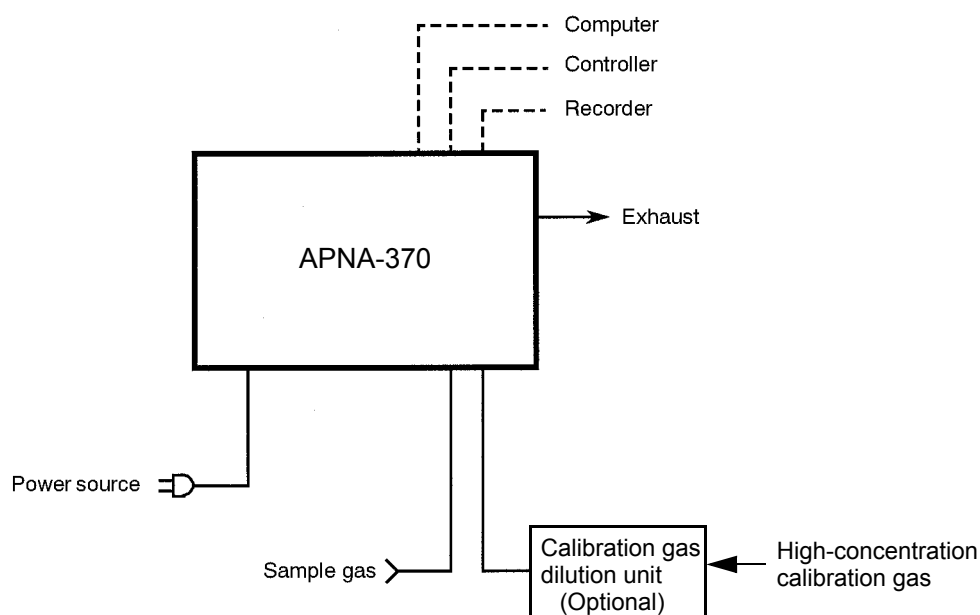 Computer
Controller
Recorder
Exhaust
APNA-370
Power source
Sample gas
Calibration gas
dilution unit
(Optional)
High-concentration
calibration gas